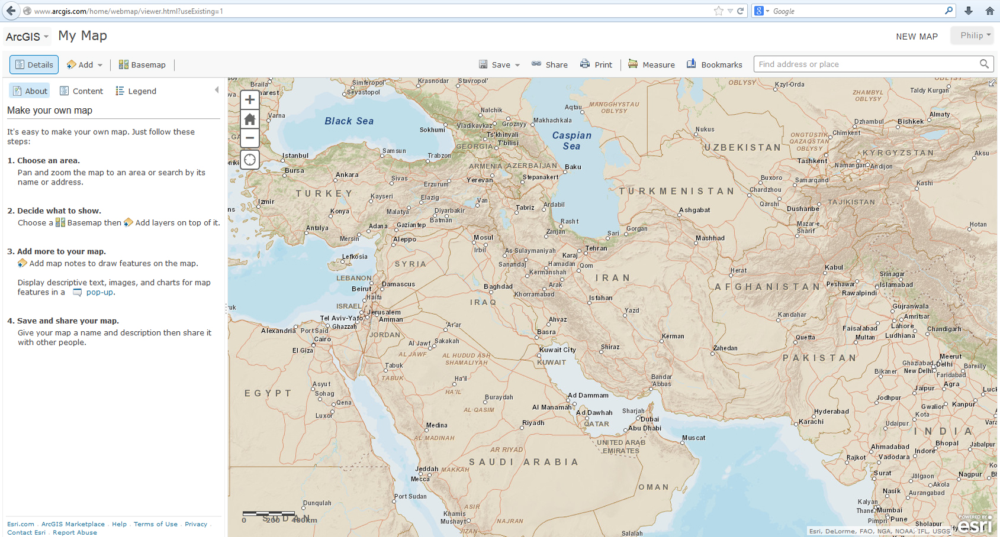 www.arcgis.com/home/webmap/viewer.html?useExisting=1
Google
ArcGIS
My Map
NEW MAP
Philip
Details
Add
Basemap
Save
Share
Print
Measure
Bookmarks
Find address or place
About
Content
Legend
Make your own map
It's easy to make your own map. Just follow these
steps:
1. Choose an area.
Pan and zoom the map to an area or search by its
name or address.
2. Decide what to show.
Choose a Basemap then Add layers on top of it.
3. Add more to your map.
Add map notes to draw features on the map.
Display descriptive text, images, and charts for map
features in a pop-up.
4. Save and share your map.
Give your map a name and description then share it
with other people.
Esri.com . ArcGIS Marketplace . Help . Terms of Use . Privacy .
Contact Esri . Report Abuse
Braila
Simferopol'
Sevastopol
Krasnodar
Stavropol'
OBLYSY
Kzyl-Orda
ZHAMBYL
OBLYSY
Taldy Kurgan
Varna
Black Sea
Nalchik
Sokhumi
Vladikavkaz
Groznyy
Makhachkala
Aqtau
MANGGHYSTAU
OBLYSY
Caspian
Sea
Nukus
Dzhambul
Bishkek
Almaty
Chimkent
ONGTÜSTIK
QAZAQSTAN
OBLYSY
Ts'khinvali
T'bilisi
GEORGIA
UZBEKISTAN
KYRGYZSTAN
Aksu
Istanbul
Samsun
Trabzon
Bursa
Ankara
Sivas
Erzurum
ARMENIA
AZERBAIJAN
Yerevan
Stepanakert
Baku
Tashkent
Namangan
Andijon
TURKEY
Kayseri
Elazig
Van
Izmir
Konya
Malatya
Diyarbakir
Batman
Tabriz
Ardabil
TURKMENISTAN
Buxoro
Chardzhou
Samarqand
Qarshi
Dushanbe
TAJIKISTAN
Kashi
Hotan
Antalya
Adana
Gaziantep
Mersin
Aleppo
Mosul
Irbil
Rasht
Zanjan
Sari
Gorgan
Ashgabat
Mashhad
Mazar-e
Sharif
Lefkosia
SYRIA
As Sulaymaniyah
Sanandaj
Hamadan
Kermanshah
Karaj
Tehran
Qom
IRAN
Herat
Kabul
AFGHANISTAN
Peshawar
Srinagar
Islamabad
Rawalpindi
LEBANON
Beirut
Damascus
Haifa
Baghdad
IRAQ
Khorramabad
Arak
Isfahan
Yazd
Kandahar
Gujranwala
Amritsar
Lahore
Faisalabad
Ludhiana
Chandigarh
ISRAEL
Jerusalem
Tel Aviv-Yafo
Amman
Ghazzah
Alexandria
Port Said
Cairo
El Giza
JORDAN
'Ar'ar
Al Jawf
Sakakah
AL JAWF
AL HUDUD ASH
SHAMALIYAH
Ahvaz
Basra
Kuwait City
KUWAIT
Shiraz
Kerman
Zahedan
Quetta
Multan
PAKISTAN
Ghaziabad
Meerut
Delhi
New Delhi
Bareilly
Faridabad
Bikaner
Tabuk
TABUK
Ha'il
HA'IL
Bandar
'Abbas
Asyut
Sohag
EGYPT
Qena
Luxor
Buraydah
AL QASIM
Ad Dammam
Al Manamah
Ad Dawhah
QATAR
Sharjah
Dubai
Abu Dhabi
UNITED ARAB
EMIRATES
Jodhpur
Jaipur
Agra
Gwalior
Kanpur
Kota
Hyderabad
Karachi
Udaipur
INDIA
Medina
AL MADINAH
Riyadh
AR RIYAD
SAUDI ARABIA
Muscat
Ahmadabad
Bhopal
Jabalpur
Indore
Vadodara
Rajkot
Surat
Jeddah
Mecca
MAKKAH
OMAN
Port Sudan
Dunqulah
SUDAN
0 200 400km
ASIR
Khamis
Mushayt
NAJRAN
JIZAN
Salalah
Nagpur
Jalgaon
Akola
Aurangabad
Nasik
Kalyan
Thane
Mumbai
Pune
Sholapur
POWERED BY
esri
Esri, DeLorme, FAO, NGA, NOAA, IFL, USGS